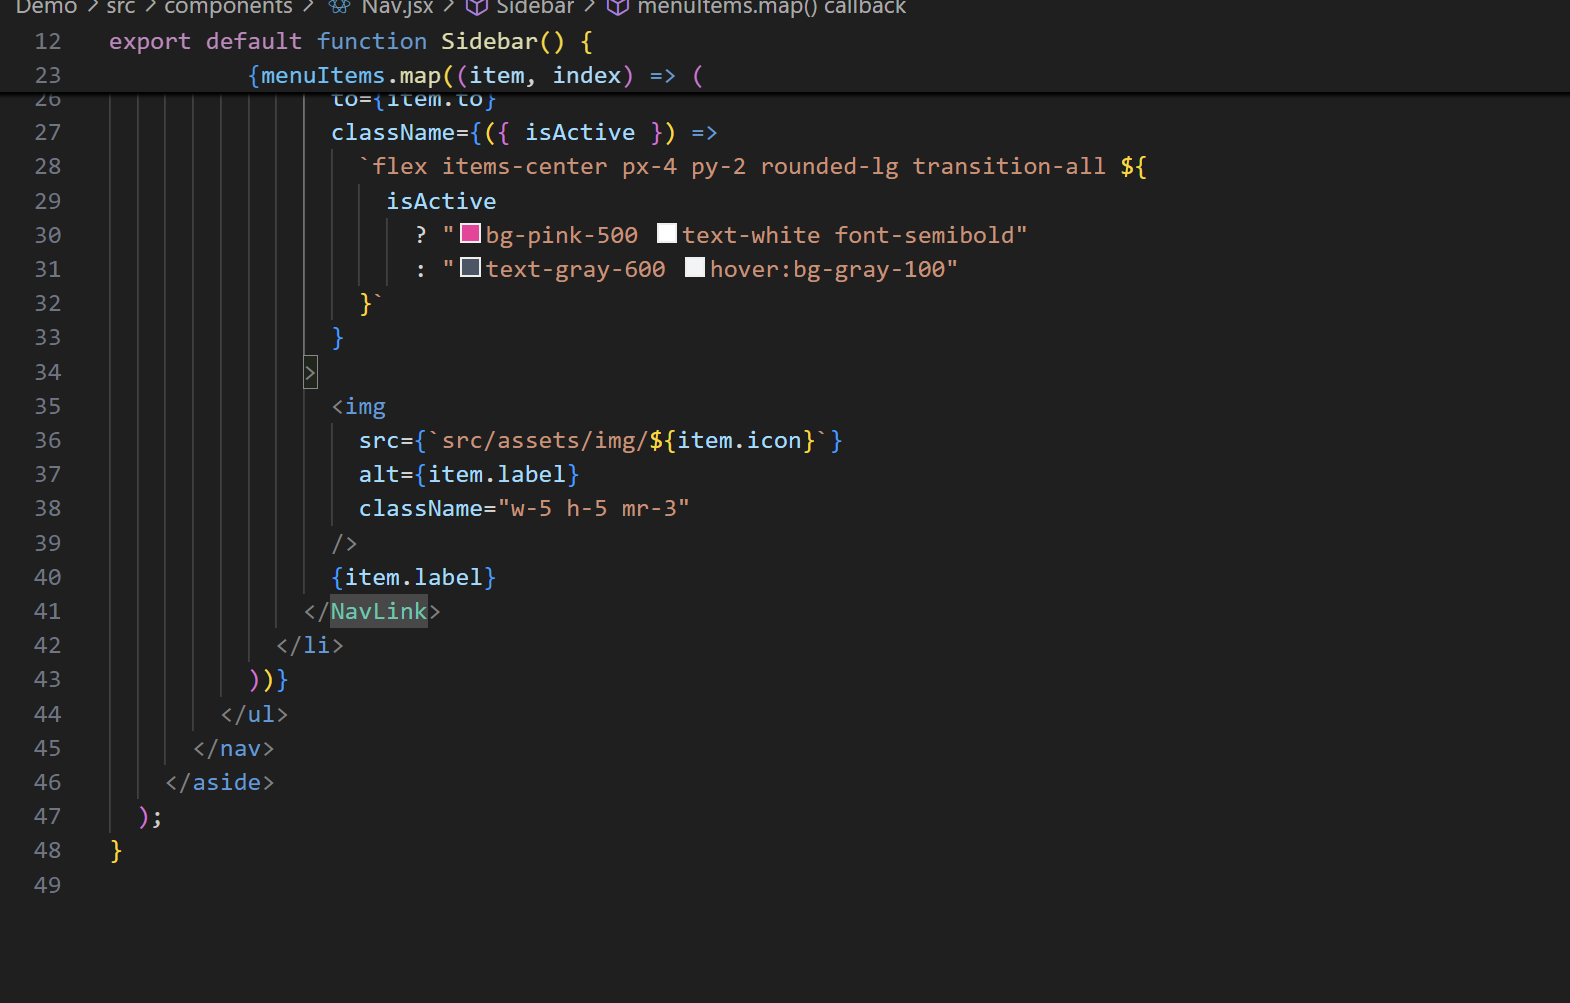 Demo > src > components > Nav.jsx > Sidebar > menuItems.map() callback
12 export default function Sidebar() {
23 {menuItems.map((item, index) => (
26 to={item.to}
27 className={({ isActive }) =>
28 `flex items-center px-4 py-2 rounded-lg transition-all ${
29 isActive
30 ? "bg-pink-500 text-white font-semibold"
31 : "text-gray-600 hover:bg-gray-100"
32 }`
33 }
34 >
35 <img
36 src={`src/assets/img/${item.icon}`}
37 alt={item.label}
38 className="w-5 h-5 mr-3"
39 />
40 {item.label}
41 </NavLink>
42 </li>
43 ))}
44 </ul>
45 </nav>
46 </aside>
47 );
48 }
49